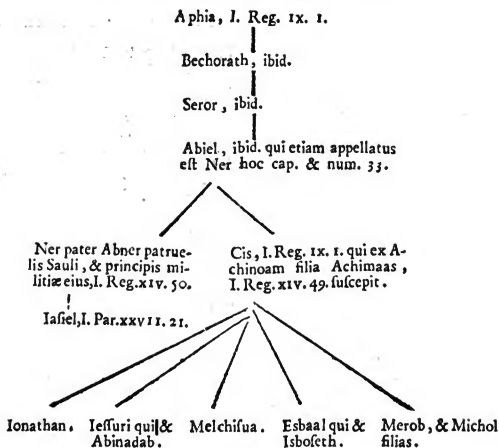 Aphia, I. Reg. IX. I.
Bechorath, ibid.
Seror, ibid.
Abiel, ibid. qui etiam appellatus
eſt Ner hoc cap. & num. 33.
Ner pater Abner patrue-
lis Sauli, & principis mi-
litiæ eius, I. Reg. XIV. 50.
Iaſiel, I. Par. XXVII. 21.
Cis, I. Reg. IX. I. qui ex A-
chinoam filia Achimaas,
I. Reg. XIV. 49. ſuſcepit.
Ionathan.
Ieſſuri qui &
Abinadab.
Melchiſua.
Esbaal qui &
Isboſeth.
Merob, & Michol
filias.